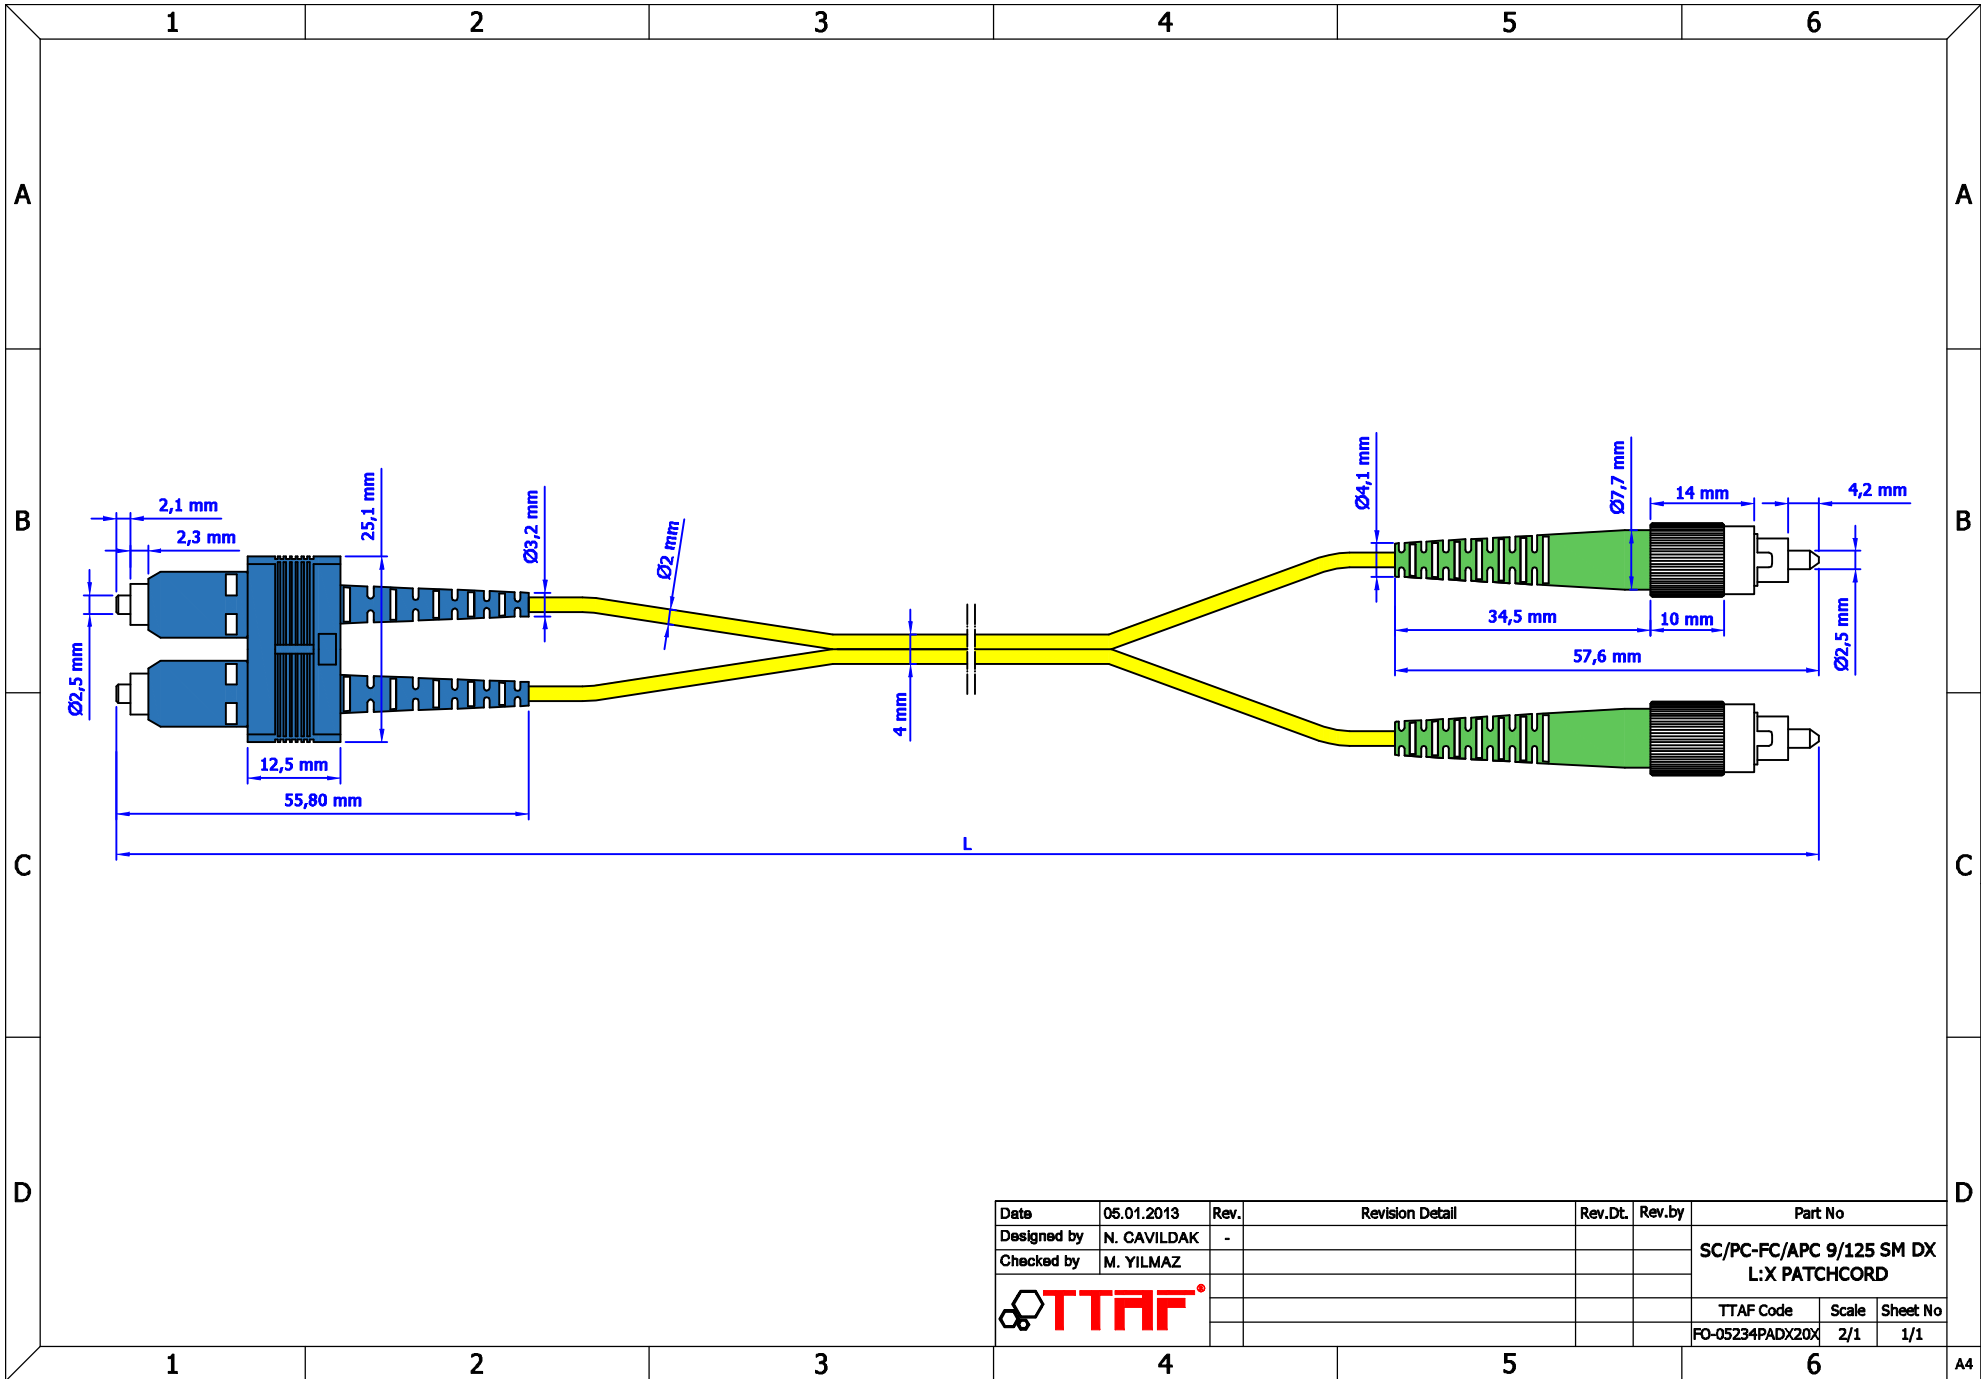 1 2 3 4 5 6
A A
B B
C C
D D
2,1 mm
2,3 mm
Ø2,5 mm
25,1 mm
Ø3,2 mm
Ø2 mm
4 mm
12,5 mm
55,80 mm
L
Ø4,1 mm
Ø7,7 mm
14 mm
4,2 mm
34,5 mm
10 mm
57,6 mm
Ø2,5 mm
Date 05.01.2013 Rev. Revision Detail Rev.Dt. Rev.by Part No
Designed by N. CAVILDAK -
Checked by M. YILMAZ
SC/PC-FC/APC 9/125 SM DX
L:X PATCHCORD
TTAF®
TTAF Code Scale Sheet No
FO-05234PADX20X 2/1 1/1
1 2 3 4 5 6 A4